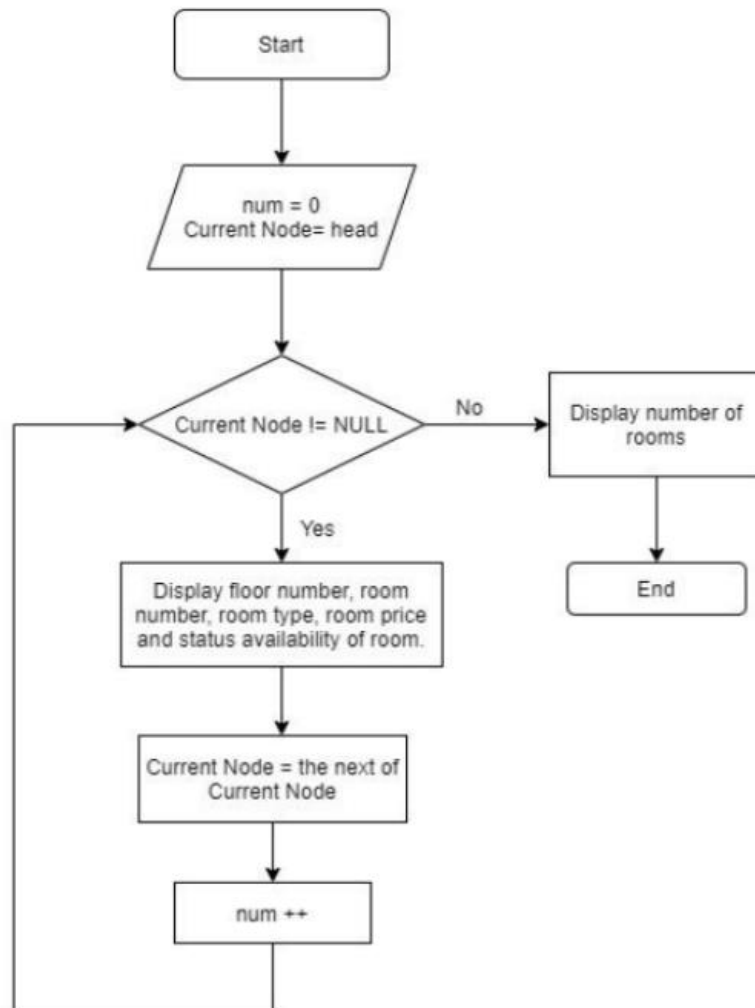 Start
num = 0
Current Node= head
Current Node != NULL
No
Display number of
rooms
End
Yes
Display floor number, room
number, room type, room price
and status availability of room.
Current Node = the next of
Current Node
num ++